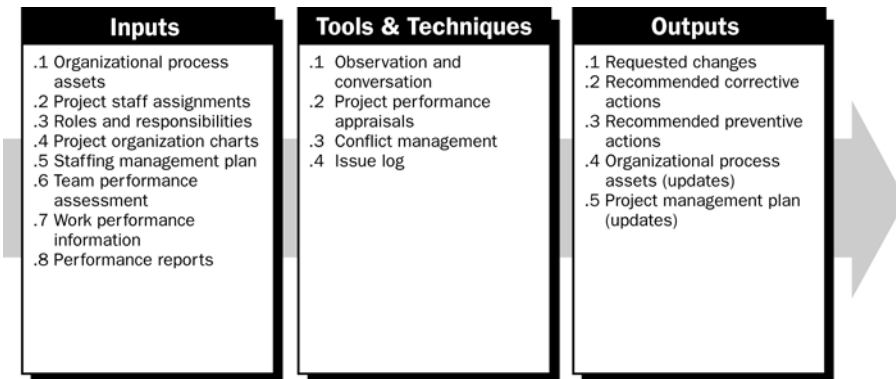 Inputs
.1 Organizational process
assets
.2 Project staff assignments
.3 Roles and responsibilities
.4 Project organization charts
.5 Staffing management plan
.6 Team performance
assessment
.7 Work performance
information
.8 Performance reports
Tools & Techniques
.1 Observation and
conversation
.2 Project performance
appraisals
.3 Conflict management
.4 Issue log
Outputs
.1 Requested changes
.2 Recommended corrective
actions
.3 Recommended preventive
actions
.4 Organizational process
assets (updates)
.5 Project management plan
(updates)